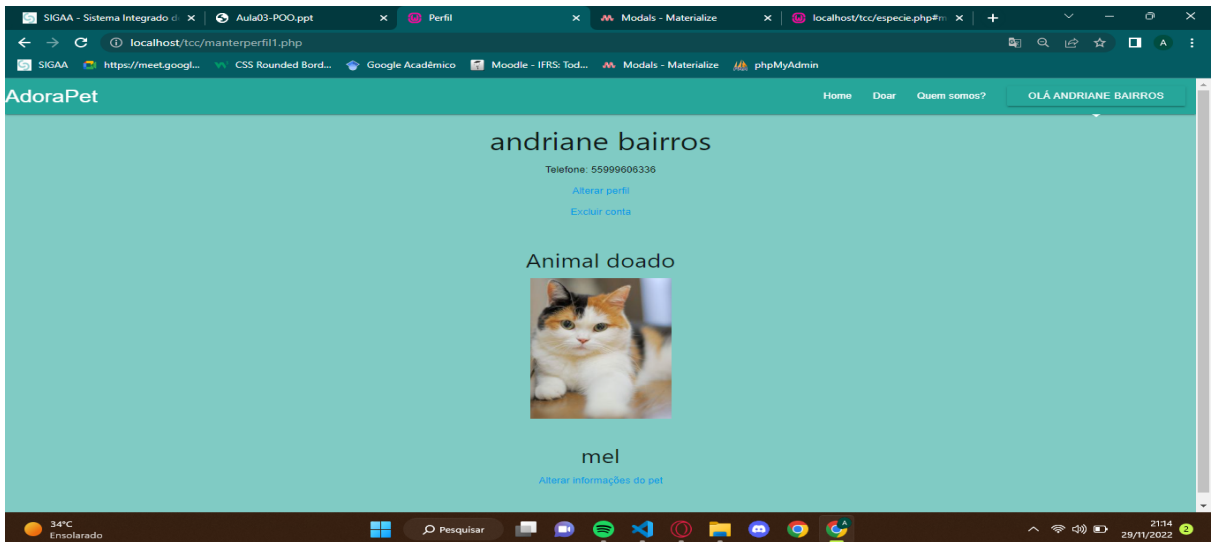 SIGAA - Sistema Integrado d
Aula03-POO.ppt
Perfil
Modals - Materialize
localhost/tcc/especie.php#m
localhost/tcc/manterperfil1.php
A
SIGAA
https://meet.googl...
CSS Rounded Bord...
Google Acadêmico
Moodle - IFRS: Tod...
Modals - Materialize
phpMyAdmin
AdoraPet
Home
Doar
Quem somos?
OLÁ ANDRIANE BAIRROS
andriane bairros
Telefone: 55999606336
Alterar perfil
Excluir conta
Animal doado
mel
Alterar informações do pet
34°C
Ensolarado
Pesquisar
21:14
29/11/2022
2